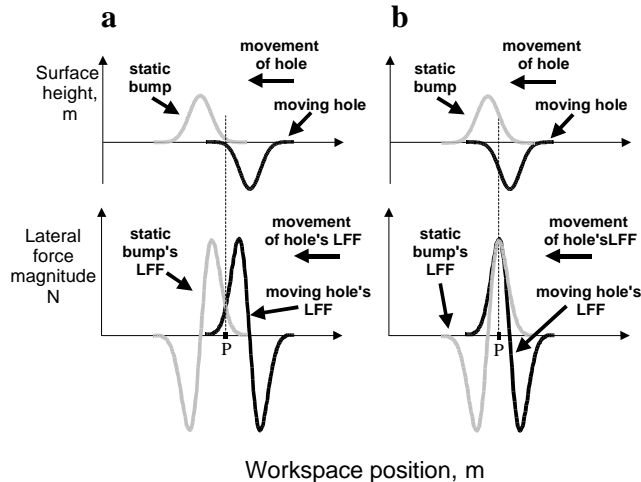 a
movement
of hole
static
bump
moving hole
Surface
height,
m
static
bump's
LFF
movement
of hole's LFF
moving hole's
LFF
Lateral
force
magnitude
N
P
b
movement
of hole
static
bump
moving hole
static
bump's
LFF
movement
of hole'sLFF
moving hole's
LFF
P
Workspace position, m